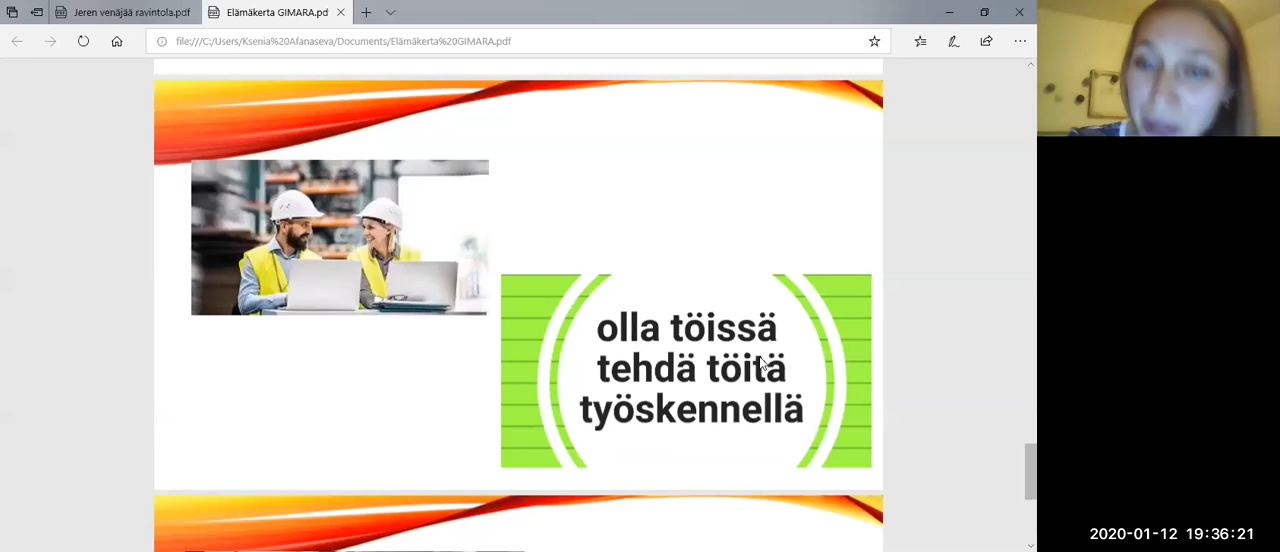 Jeren venäjää ravintola.pdf
Elämäkerta GIMARA.pd
file:///C:/Users/Ksenia%20Afanaseva/Documents/Elämäkerta%20GIMARA.pdf
olla töissä
tehdä töitä
työskennellä
2020-01-12 19:36:21